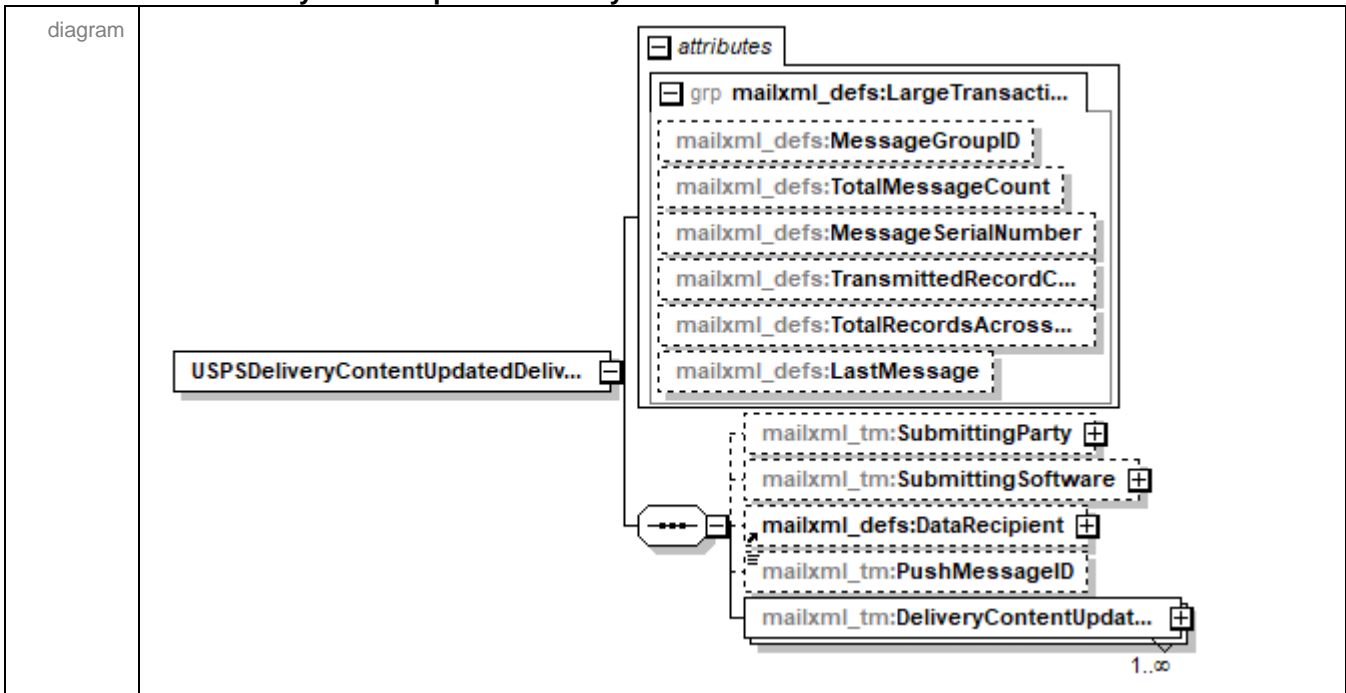 diagram
attributes
grp mailxml_defs:LargeTransacti...
mailxml_defs:MessageGroupID
mailxml_defs:TotalMessageCount
mailxml_defs:MessageSerialNumber
mailxml_defs:TransmittedRecordC...
mailxml_defs:TotalRecordsAcross...
USPSDeliveryContentUpdatedDeliv...
mailxml_defs:LastMessage
mailxml_tm:SubmittingParty
mailxml_tm:SubmittingSoftware
mailxml_defs:DataRecipient
mailxml_tm:PushMessageID
mailxml_tm:DeliveryContentUpdat...
1..∞